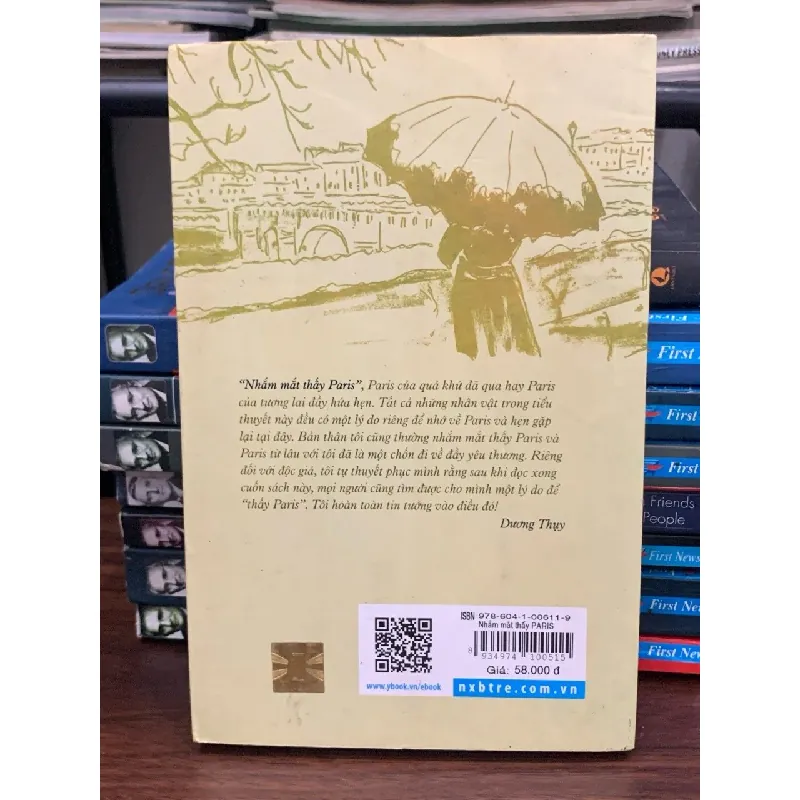 "Nhắm mắt thấy Paris", Paris của quá khứ đã qua hay Paris
của tương lai đầy hứa hẹn. Tất cả những nhân vật trong tiểu
thuyết này đều có một lý do riêng để nhớ về Paris và hẹn gặp
lại tại đây. Bản thân tôi cũng thường nhắm mắt thấy Paris và
Paris từ lâu với tôi đã là một chốn đi về đầy yêu thương. Riêng
đối với độc giả, tôi tự thuyết phục mình rằng sau khi đọc xong
cuốn sách này, mọi người cũng tìm được cho mình một lý do để
"thấy Paris". Tôi hoàn toàn tin tưởng vào điều đó!
Dương Thụy
ISBN 978-604-1-00611-9
Nhắm mắt thấy PARIS
8 934974 100515
Giá: 58.000 đ
www.ybook.vn/ebook
nxbtre.com.vn
First
First
First
First
Friends
People
First News
First New
First New